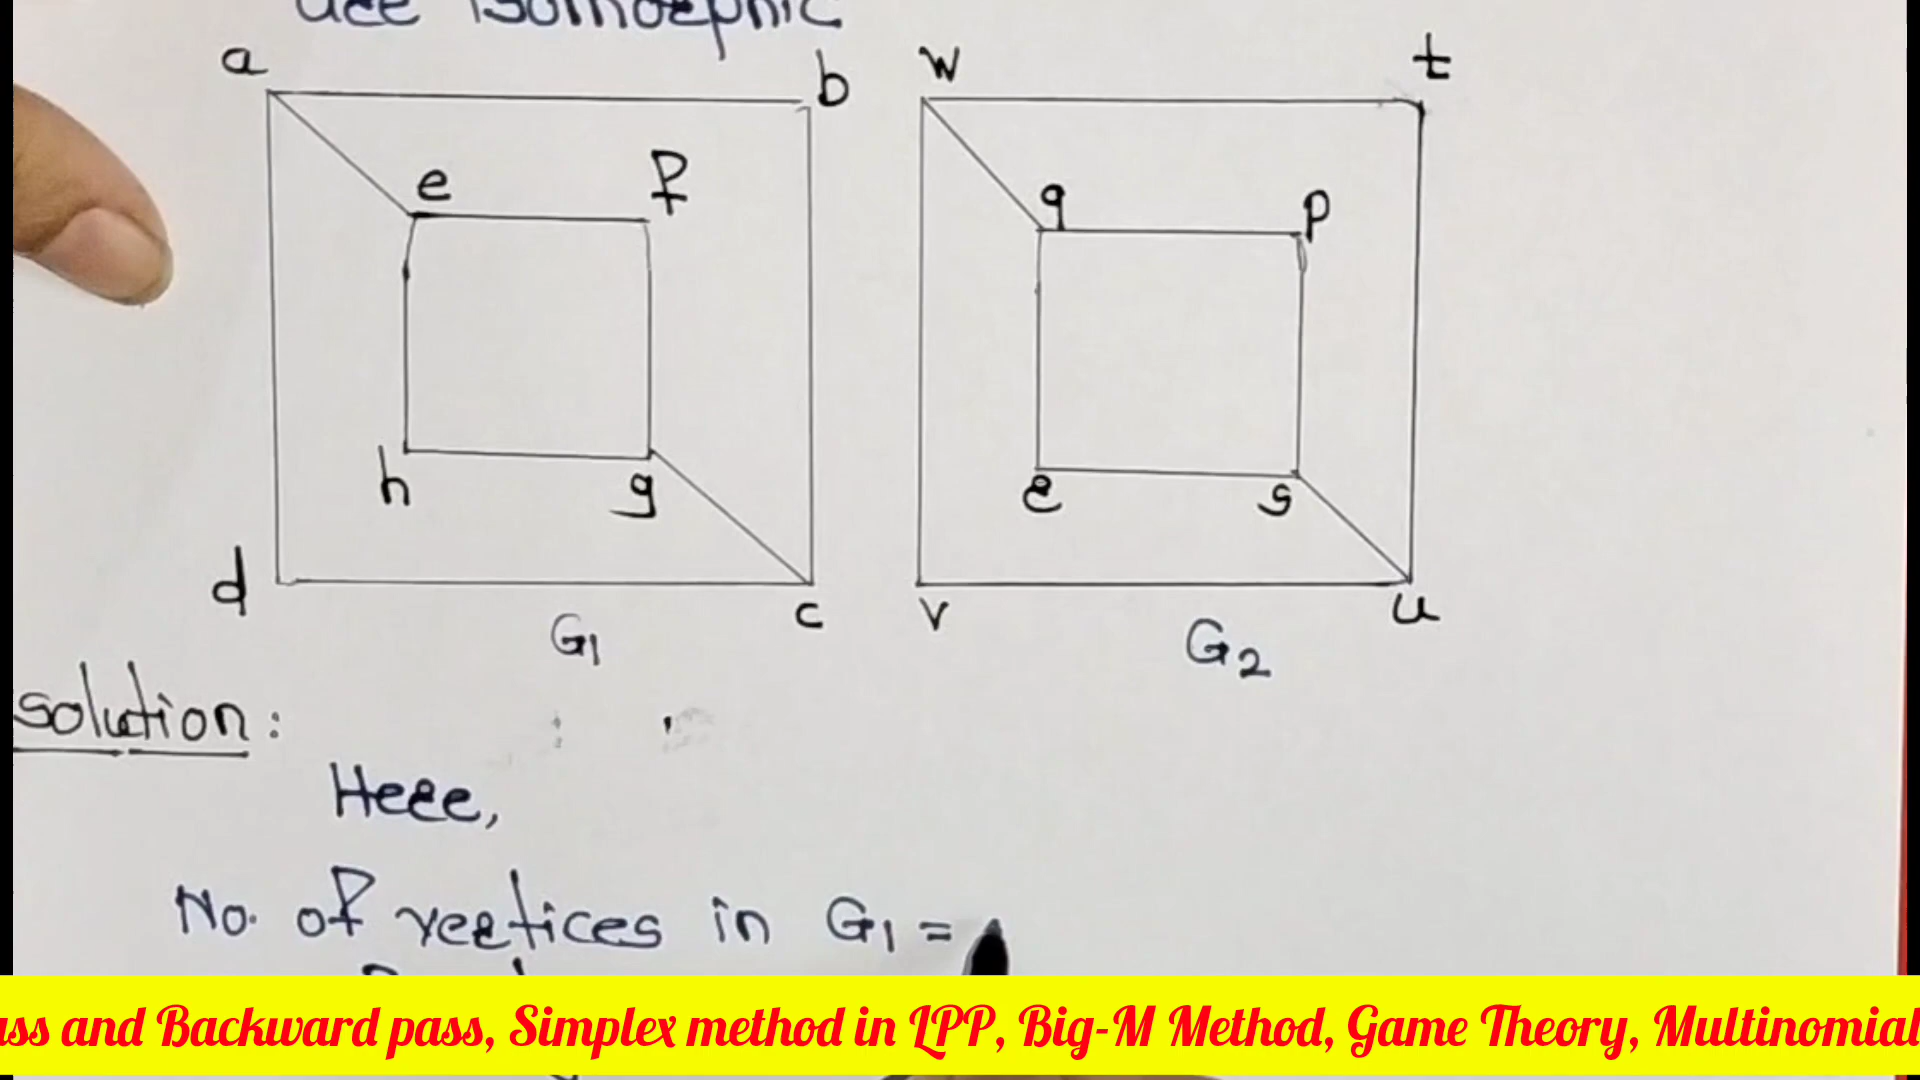 are isomorphic
a b w t
e f q p
h g r s
d c v u
G1 G2
Solution:
Here,
No. of vertices in G1 =
ass and Backward pass, Simplex method in LPP, Big-M Method, Game Theory, Multinomial